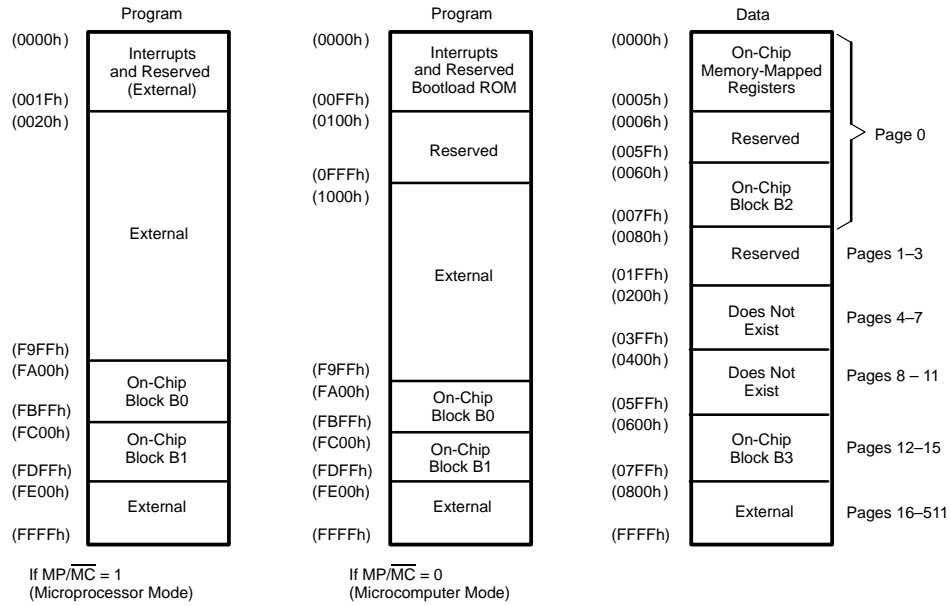 Program
(0000h)
Interrupts
and Reserved
(External)
(001Fh)
(0020h)
External
(F9FFh)
(FA00h)
On-Chip
Block B0
(FBFFh)
(FC00h)
On-Chip
Block B1
(FDFFh)
(FE00h)
External
(FFFFh)
If MP/M̅C̅ = 1
(Microprocessor Mode)
Program
(0000h)
Interrupts
and Reserved
Bootload ROM
(00FFh)
(0100h)
Reserved
(0FFFh)
(1000h)
External
(F9FFh)
(FA00h)
On-Chip
Block B0
(FBFFh)
(FC00h)
On-Chip
Block B1
(FDFFh)
(FE00h)
External
(FFFFh)
If MP/M̅C̅ = 0
(Microcomputer Mode)
Data
(0000h)
On-Chip
Memory-Mapped
Registers
(0005h)
(0006h)
Reserved
Page 0
(005Fh)
(0060h)
On-Chip
Block B2
(007Fh)
(0080h)
Reserved
Pages 1–3
(01FFh)
(0200h)
Does Not
Exist
Pages 4–7
(03FFh)
(0400h)
Does Not
Exist
Pages 8 – 11
(05FFh)
(0600h)
On-Chip
Block B3
Pages 12–15
(07FFh)
(0800h)
External
Pages 16–511
(FFFFh)